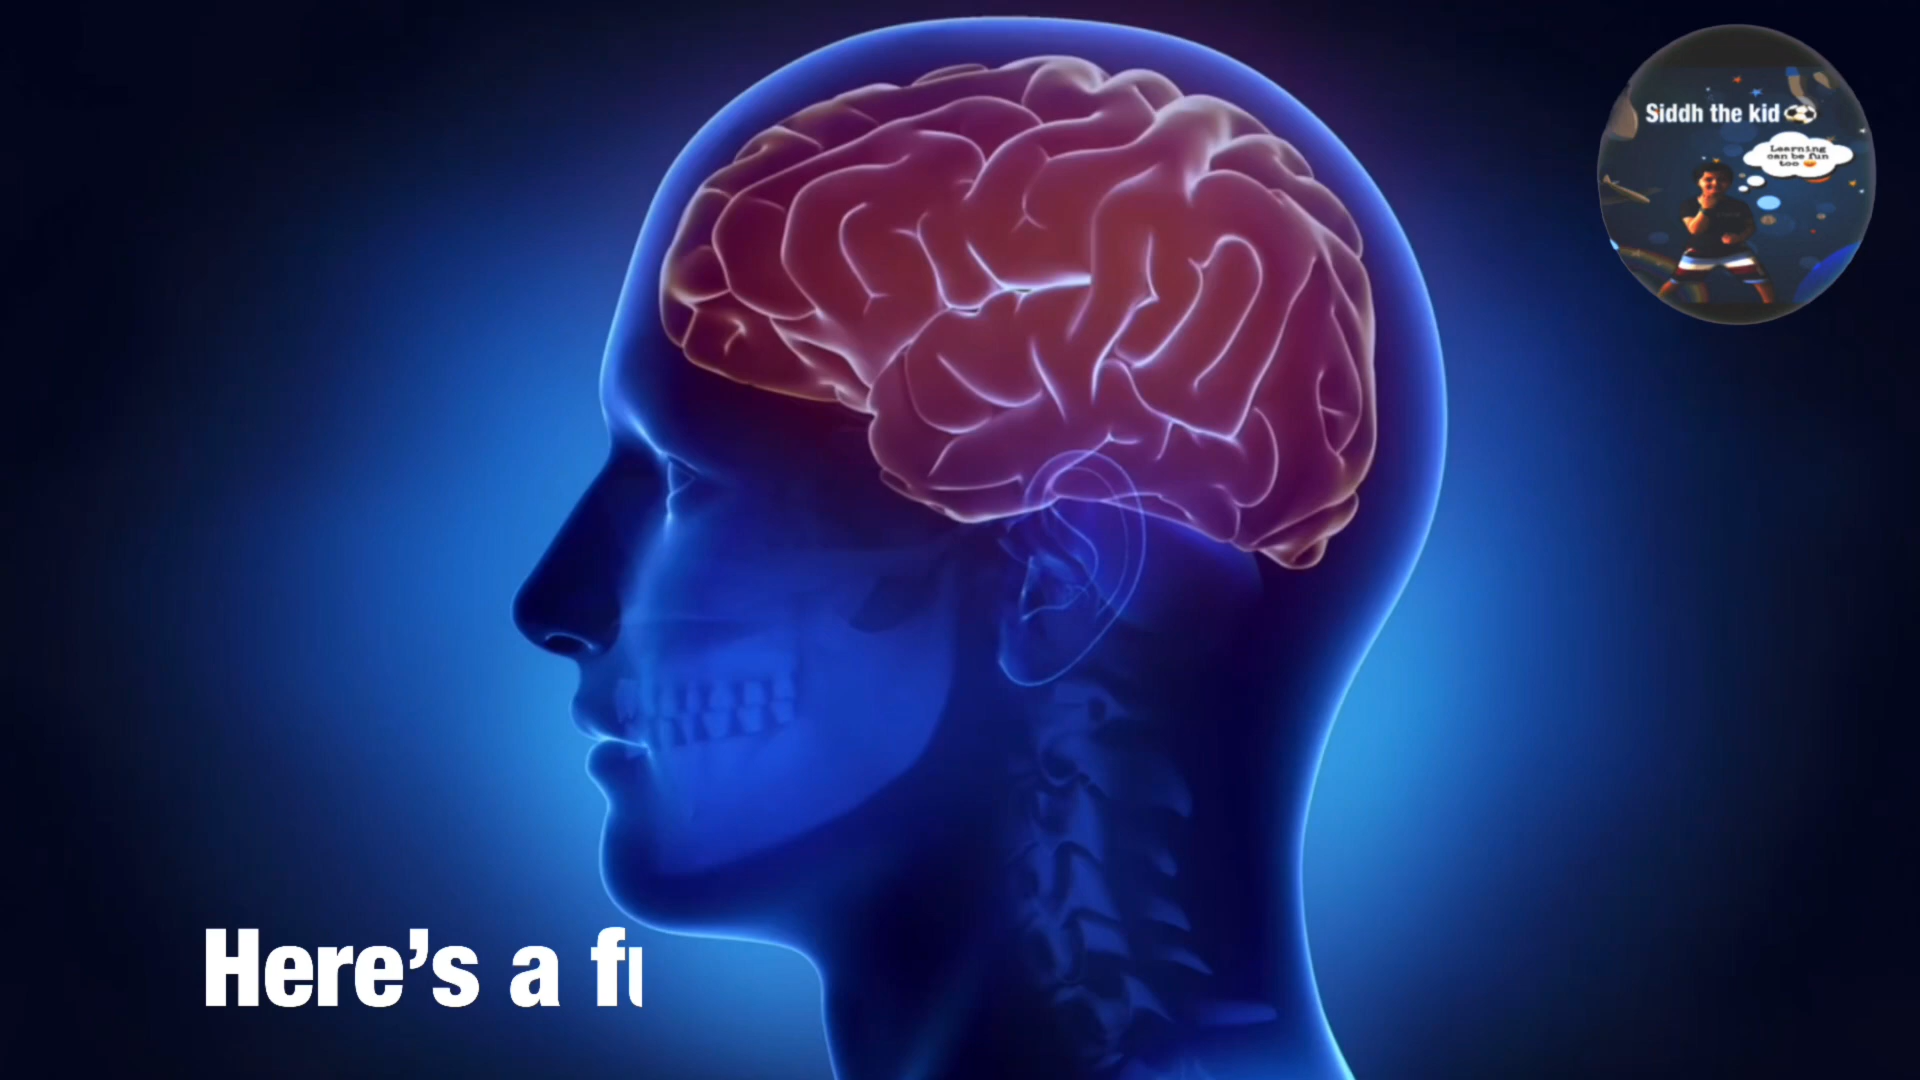 Siddh the kid
Learning
can be fun
too
Here's a